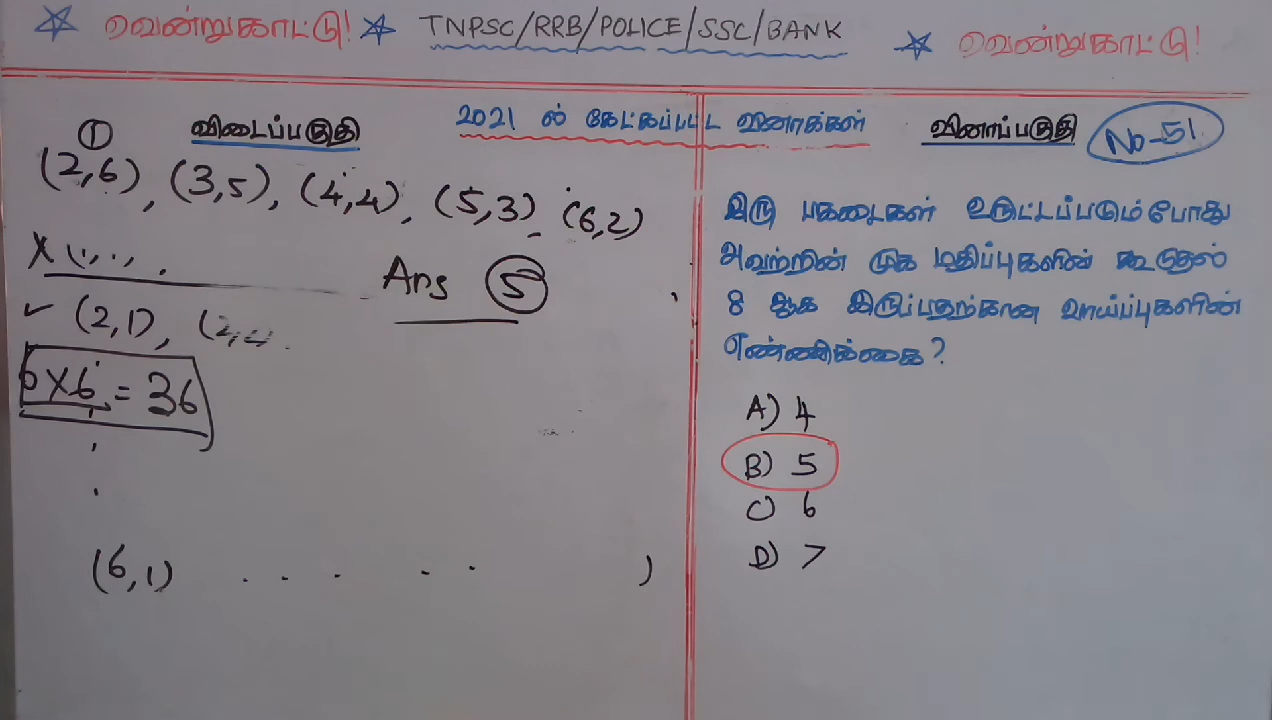 வென்றுகாட்டு! TNPSC/RRB/POLICE/SSC/BANK வென்றுகாட்டு!
2021 ல் கேட்கப்பட்ட வினாக்கள்
① விடைப்பகுதி
(2,6), (3,5), (4,4), (5,3), (6,2)
Ans 5
✓ (2,1), (2,
6×6 = 36
(6,1) . . . . . )
வினாப்பகுதி No-51
இரு பகடைகள் உருட்டப்படும்போது
அவற்றின் முக மதிப்புகளின் கூடுதல்
8 ஆக இருப்பதற்கான வாய்ப்புகளின்
எண்ணிக்கை?
A) 4
B) 5
C) 6
D) 7